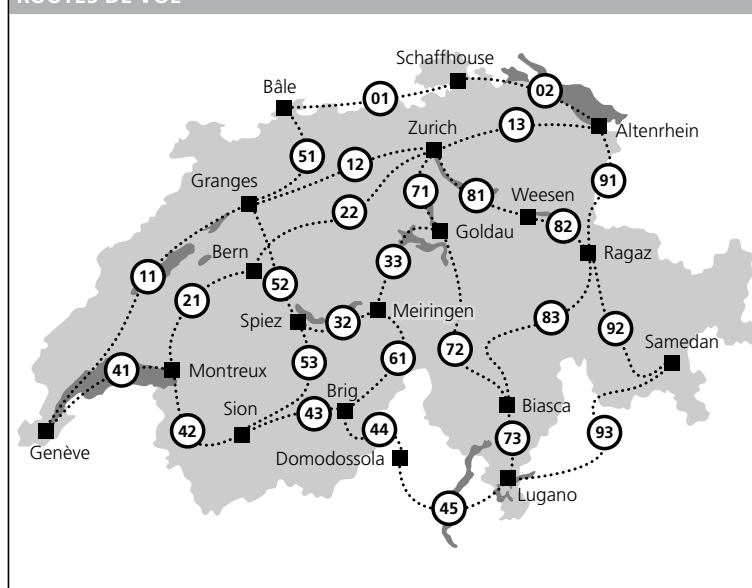 ROUTES DE VOL
Schaffhouse
Bâle
01
02
Zurich
13
Altenrhein
51
12
71
81
Weesen
91
Granges
22
82
Goldau
Bern
33
Ragaz
11
21
52
Spiez
32
Meiringen
83
92
Samedan
41
Montreux
53
61
72
Brig
Sion
43
Biasca
42
44
73
93
Genève
Domodossola
Lugano
45